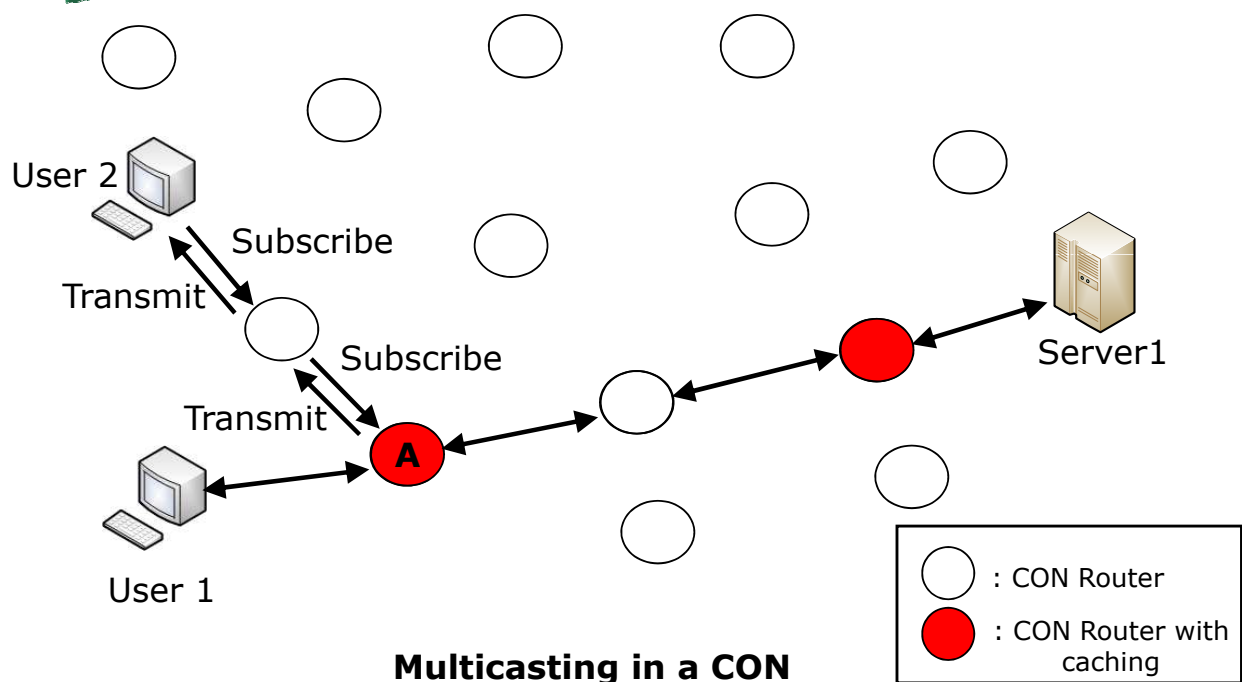 User 2
Subscribe
Transmit
Subscribe
Server1
Transmit
A
User 1
: CON Router
: CON Router with
caching
Multicasting in a CON